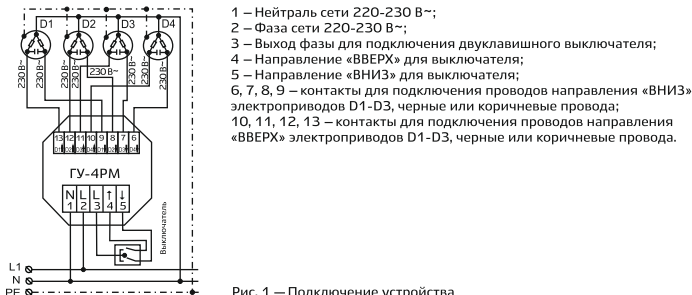 D1 D2 D3 D4
230 В~ 230 В~ 230 В~ 230 В~ 230 В~ 230 В~
13 12 11 10 9 8 7 6
ГУ-4РМ
N L L ↑ ↓
1 2 3 4 5
Выключатель
L1
N
PE
1 – Нейтраль сети 220-230 В~;
2 – Фаза сети 220-230 В~;
3 – Выход фазы для подключения двуклавишного выключателя;
4 – Направление «ВВЕРХ» для выключателя;
5 – Направление «ВНИЗ» для выключателя;
6, 7, 8, 9 – контакты для подключения проводов направления «ВНИЗ»
электроприводов D1-D3, черные или коричневые провода;
10, 11, 12, 13 – контакты для подключения проводов направления
«ВВЕРХ» электроприводов D1-D3, черные или коричневые провода.
Рис. 1 – Подключение устройства